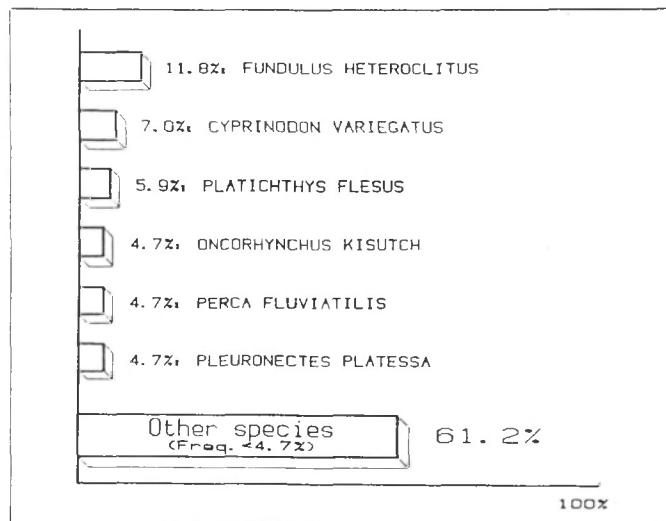 11.8%: FUNDULUS HETEROCLITUS
7.0%: CYPRINODON VARIEGATUS
5.9%: PLATICHTHYS FLESUS
4.7%: ONCORHYNCHUS KISUTCH
4.7%: PERCA FLUVIATILIS
4.7%: PLEURONECTES PLATESSA
Other species 61.2%
(Freq. <4.7%)
100%